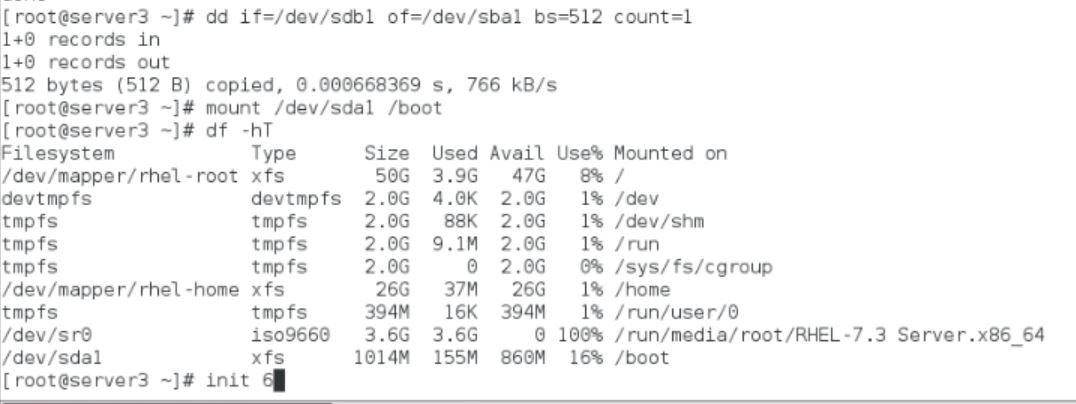 [root@server3 ~]# dd if=/dev/sdb1 of=/dev/sba1 bs=512 count=1
1+0 records in
1+0 records out
512 bytes (512 B) copied, 0.000668369 s, 766 kB/s
[root@server3 ~]# mount /dev/sda1 /boot
[root@server3 ~]# df -hT
Filesystem            Type      Size  Used Avail Use% Mounted on
/dev/mapper/rhel-root xfs        50G  3.9G   47G   8% /
devtmpfs              devtmpfs  2.0G  4.0K  2.0G   1% /dev
tmpfs                 tmpfs     2.0G   88K  2.0G   1% /dev/shm
tmpfs                 tmpfs     2.0G  9.1M  2.0G   1% /run
tmpfs                 tmpfs     2.0G     0  2.0G   0% /sys/fs/cgroup
/dev/mapper/rhel-home xfs        26G   37M   26G   1% /home
tmpfs                 tmpfs     394M   16K  394M   1% /run/user/0
/dev/sr0              iso9660   3.6G  3.6G     0 100% /run/media/root/RHEL-7.3 Server.x86_64
/dev/sda1             xfs      1014M  155M  860M  16% /boot
[root@server3 ~]# init 6